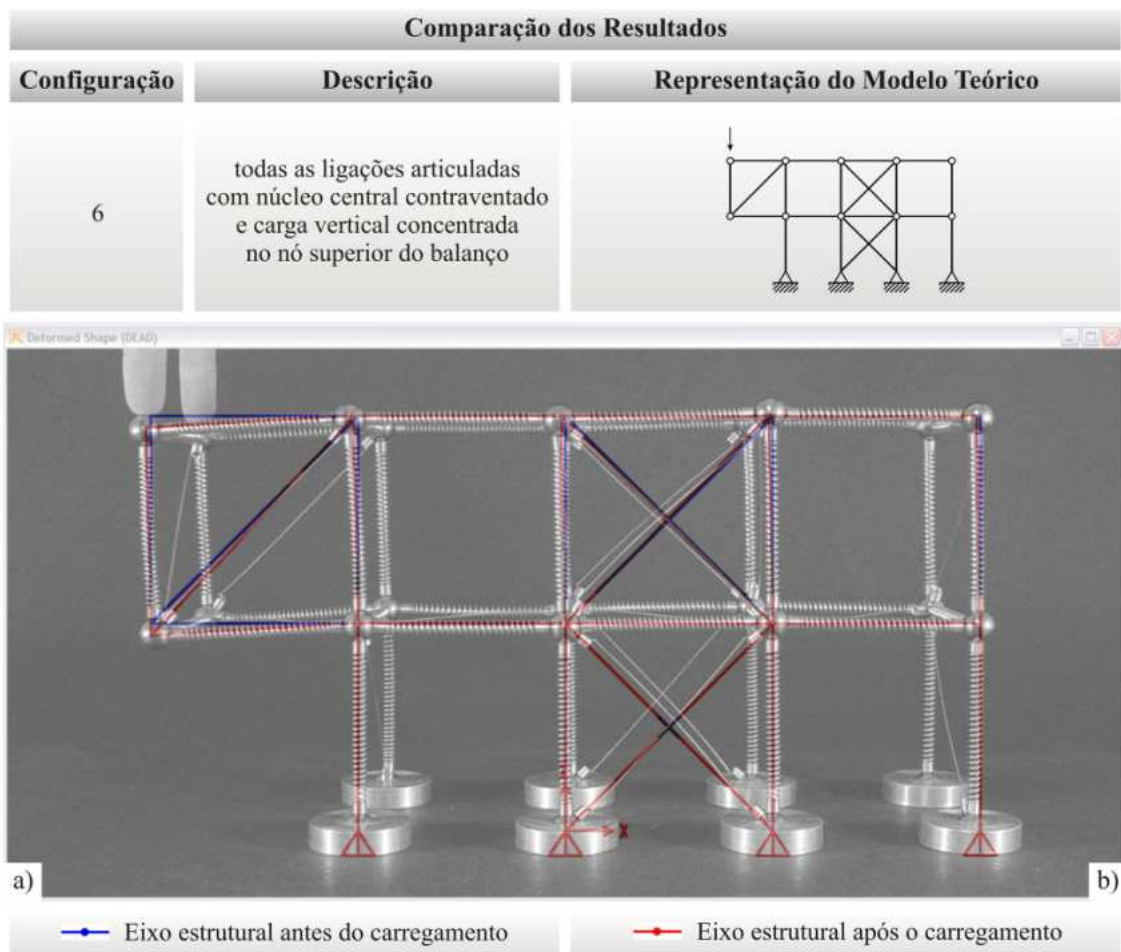 Comparação dos Resultados
Configuração
Descrição
Representação do Modelo Teórico
6
todas as ligações articuladas
com núcleo central contraventado
e carga vertical concentrada
no nó superior do balanço
Deformed Shape (DEAD)
X
a)
b)
Eixo estrutural antes do carregamento
Eixo estrutural após o carregamento